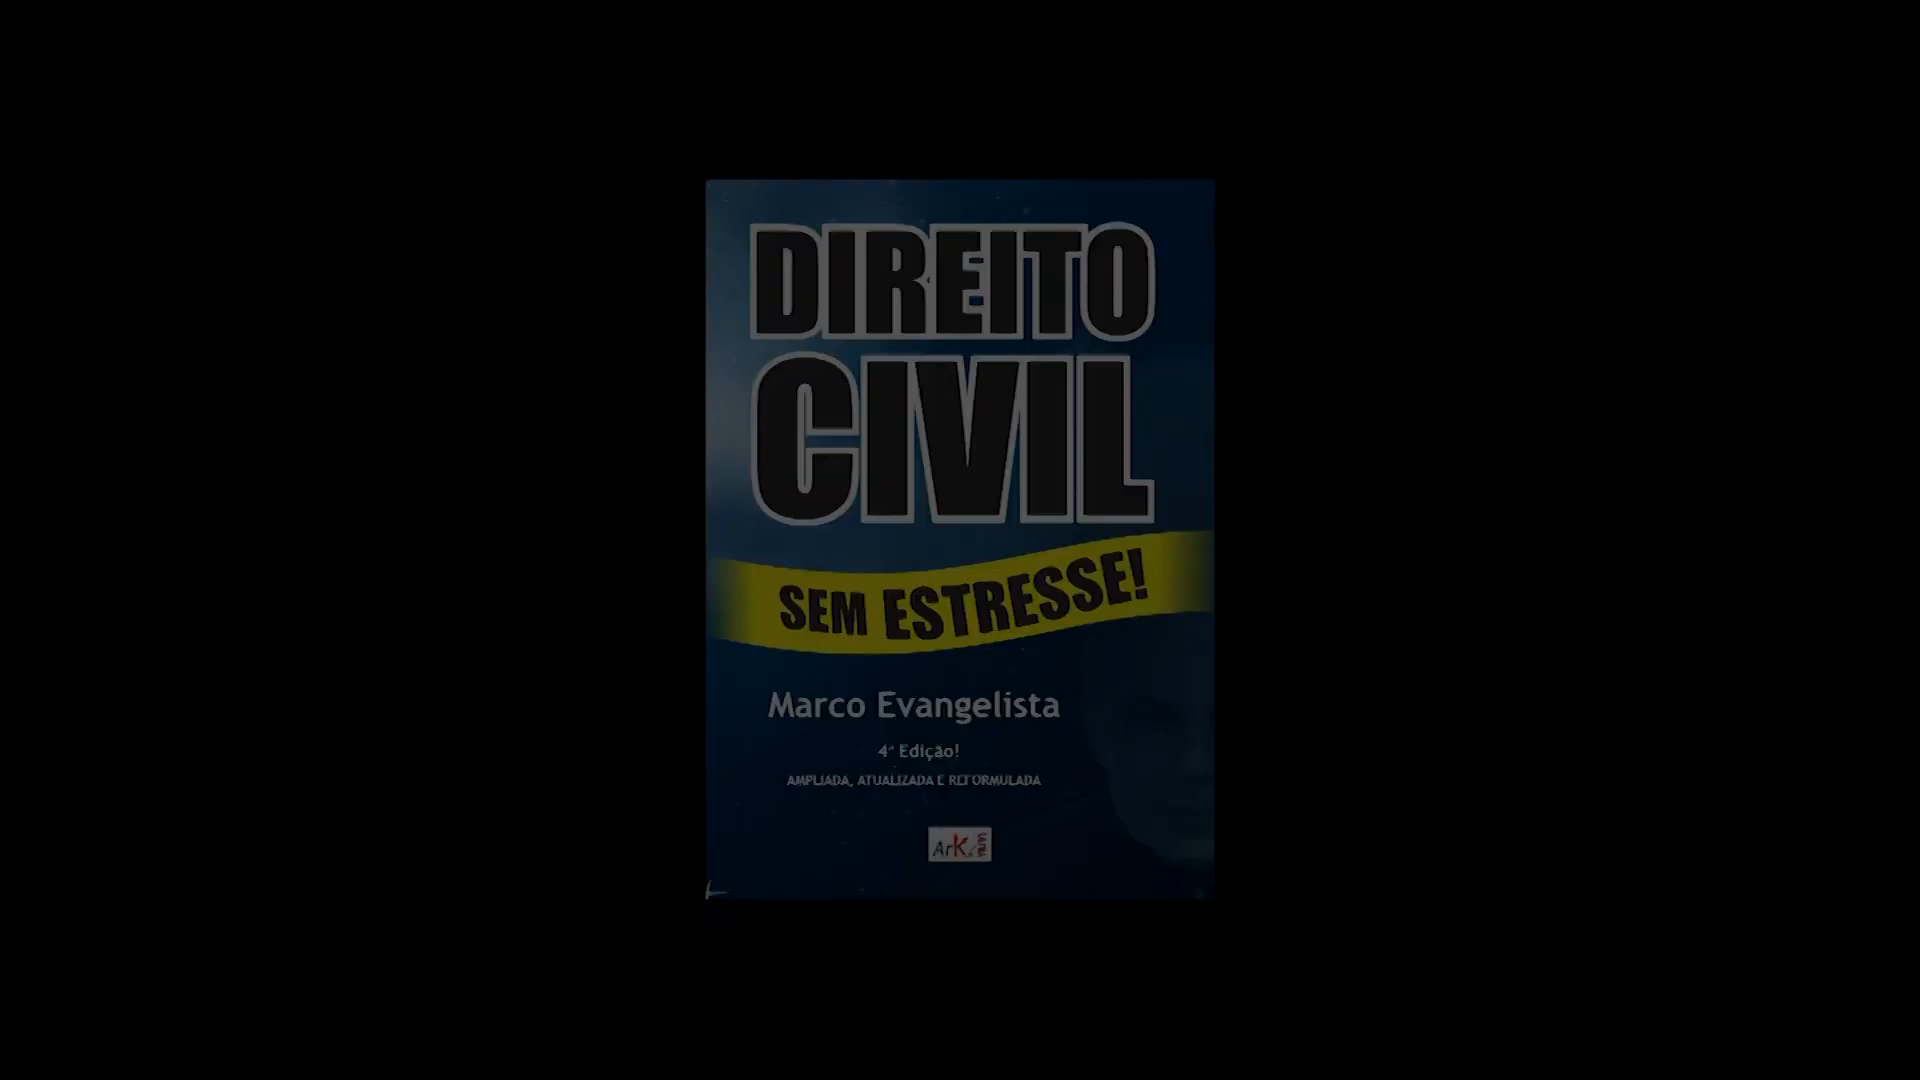 DIREITO
CIVIL
SEM ESTRESSE!
Marco Evangelista
4ª Edição!
AMPLIADA, ATUALIZADA E REFORMULADA